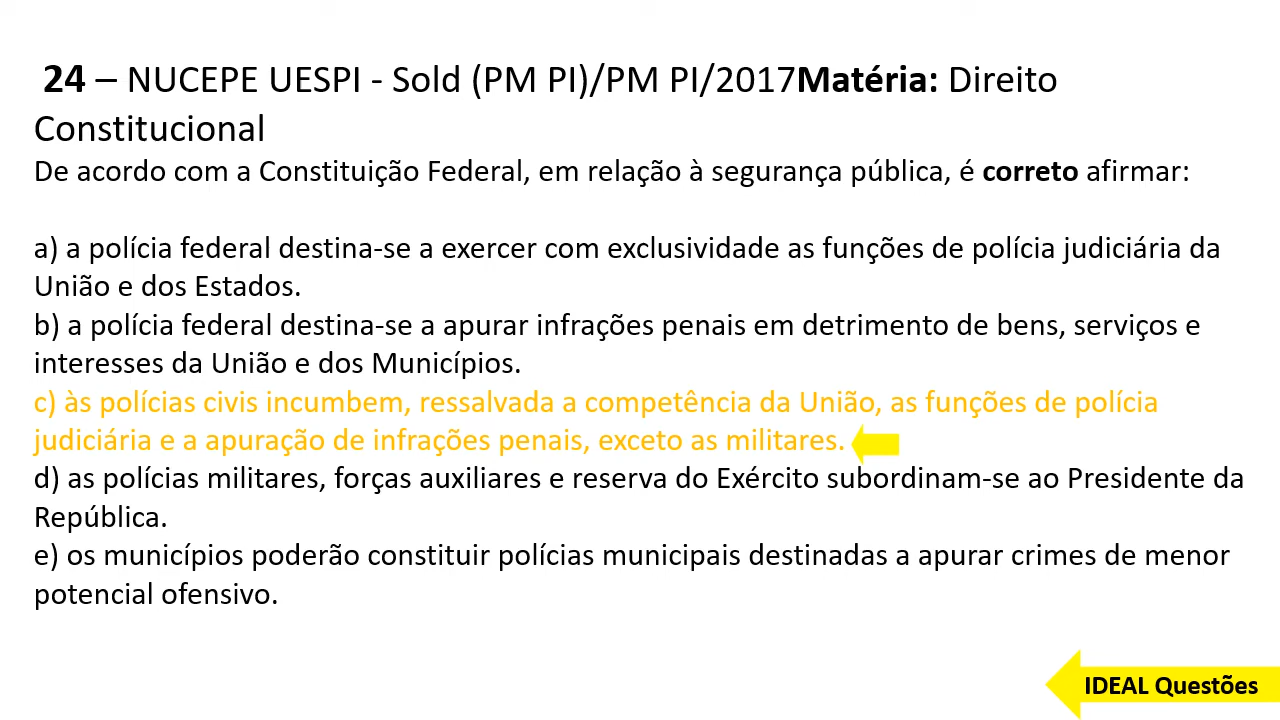 24 – NUCEPE UESPI - Sold (PM PI)/PM PI/2017Matéria: Direito
Constitucional
De acordo com a Constituição Federal, em relação à segurança pública, é correto afirmar:
a) a polícia federal destina-se a exercer com exclusividade as funções de polícia judiciária da
União e dos Estados.
b) a polícia federal destina-se a apurar infrações penais em detrimento de bens, serviços e
interesses da União e dos Municípios.
c) às polícias civis incumbem, ressalvada a competência da União, as funções de polícia
judiciária e a apuração de infrações penais, exceto as militares.
d) as polícias militares, forças auxiliares e reserva do Exército subordinam-se ao Presidente da
República.
e) os municípios poderão constituir polícias municipais destinadas a apurar crimes de menor
potencial ofensivo.
IDEAL Questões